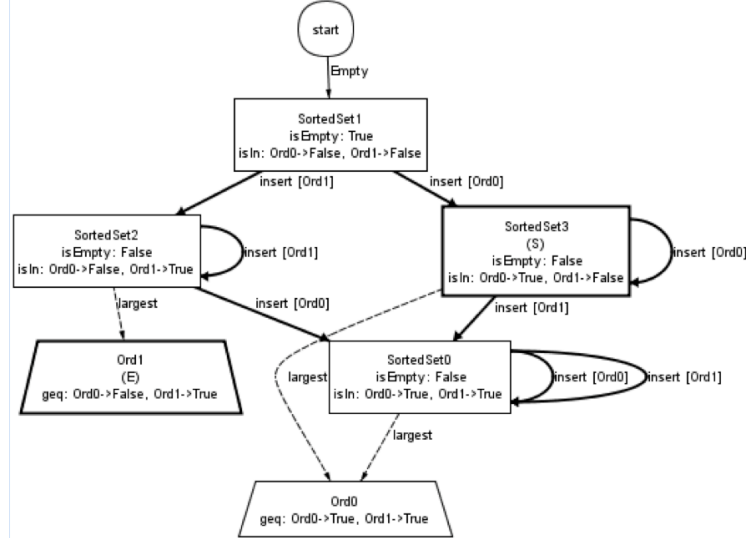 start
Empty
SortedSet1
isEmpty: True
isIn: Ord0->False, Ord1->False
insert [Ord1]
insert [Ord0]
SortedSet2
isEmpty: False
isIn: Ord0->False, Ord1->True
insert [Ord1]
SortedSet3
(S)
isEmpty: False
isIn: Ord0->True, Ord1->False
insert [Ord0]
largest
insert [Ord0]
insert [Ord1]
Ord1
(E)
geq: Ord0->False, Ord1->True
largest
SortedSet0
isEmpty: False
isIn: Ord0->True, Ord1->True
insert [Ord0]
insert [Ord1]
largest
Ord0
geq: Ord0->True, Ord1->True